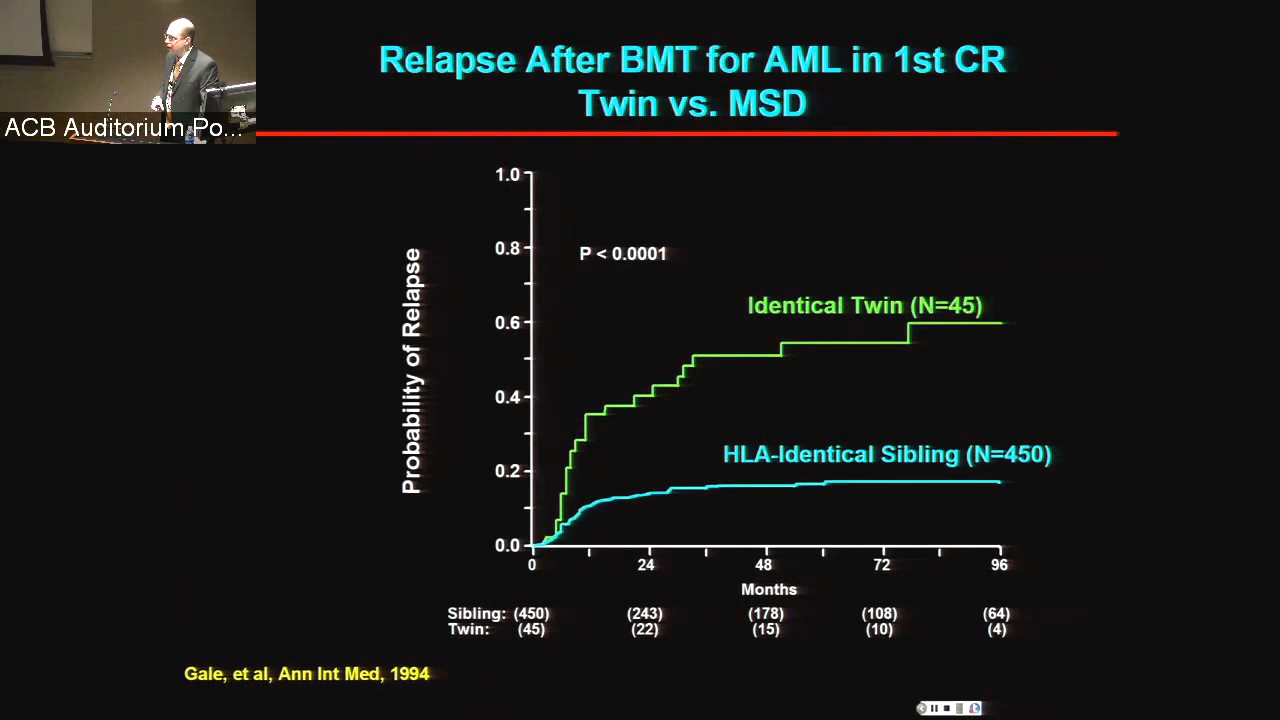 ACB Auditorium Po...
Relapse After BMT for AML in 1st CR
Twin vs. MSD
1.0
0.8
0.6
0.4
0.2
0.0
Probability of Relapse
P < 0.0001
Identical Twin (N=45)
HLA-Identical Sibling (N=450)
0 24 48 72 96
Months
Sibling: (450) (243) (178) (108) (64)
Twin: (45) (22) (15) (10) (4)
Gale, et al, Ann Int Med, 1994